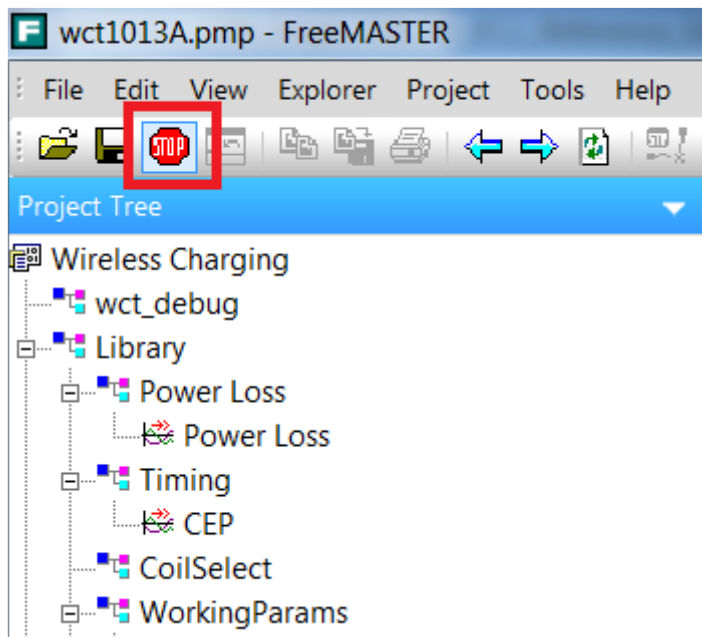 wct1013A.pmp - FreeMASTER
File Edit View Explorer Project Tools Help
STOP
Project Tree
Wireless Charging
wct_debug
Library
Power Loss
Power Loss
Timing
CEP
CoilSelect
WorkingParams